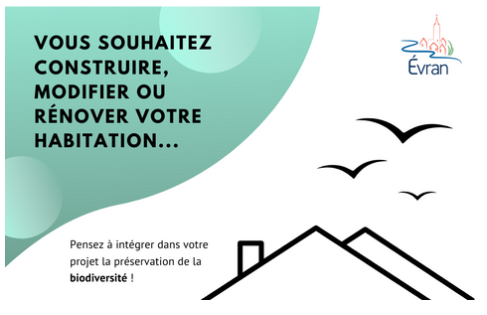 VOUS SOUHAITEZ
CONSTRUIRE,
MODIFIER OU
RÉNOVER VOTRE
HABITATION...
Évran
Pensez à intégrer dans votre
projet la préservation de la
biodiversité !